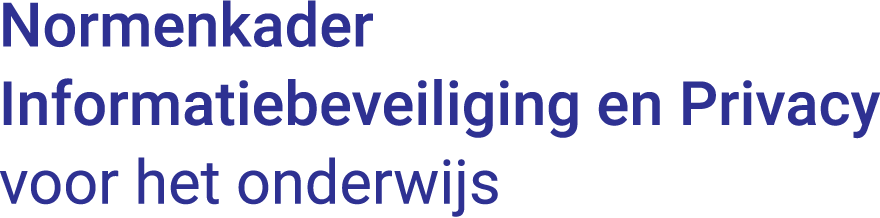 Normenkader
Informatiebeveiliging en Privacy
voor het onderwijs